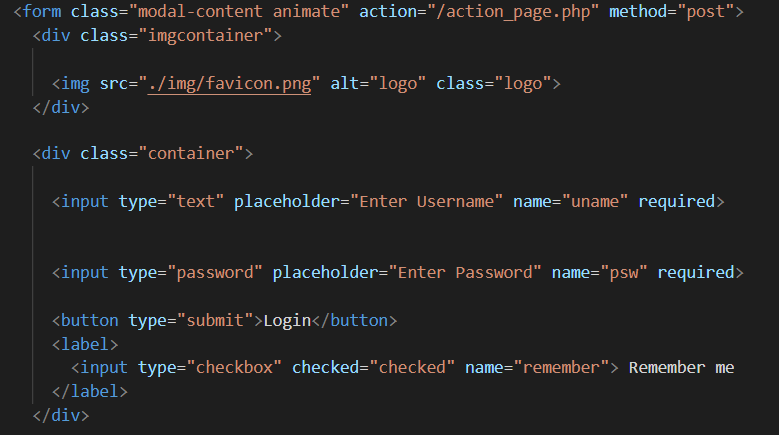 <form class="modal-content animate" action="/action_page.php" method="post">
<div class="imgcontainer">
<img src="./img/favicon.png" alt="logo" class="logo">
</div>
<div class="container">
<input type="text" placeholder="Enter Username" name="uname" required>
<input type="password" placeholder="Enter Password" name="psw" required>
<button type="submit">Login</button>
<label>
<input type="checkbox" checked="checked" name="remember"> Remember me
</label>
</div>